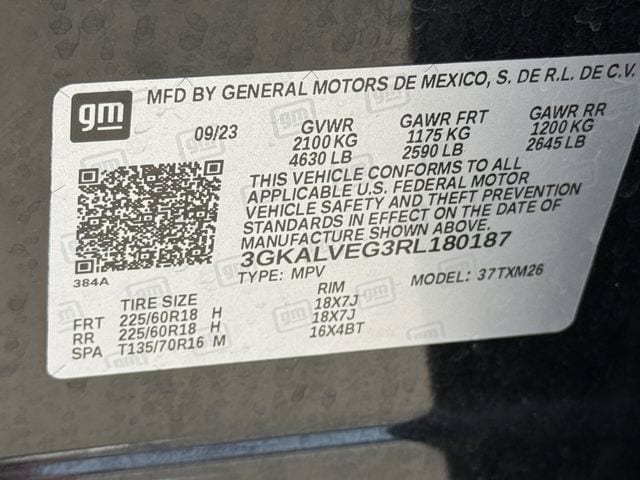 gm
MFD BY GENERAL MOTORS DE MEXICO, S. DE R.L. DE C.V.
09/23 GVWR GAWR FRT GAWR RR
2100 KG 1175 KG 1200 KG
4630 LB 2590 LB 2645 LB
THIS VEHICLE CONFORMS TO ALL
APPLICABLE U.S. FEDERAL MOTOR
VEHICLE SAFETY AND THEFT PREVENTION
STANDARDS IN EFFECT ON THE DATE OF
MANUFACTURE SHOWN ABOVE.
3GKALVEG3RL180187
384A
TYPE: MPV MODEL: 37TXM26
TIRE SIZE RIM
FRT 225/60R18 H 18X7J
RR 225/60R18 H 18X7J
SPA T135/70R16 M 16X4BT